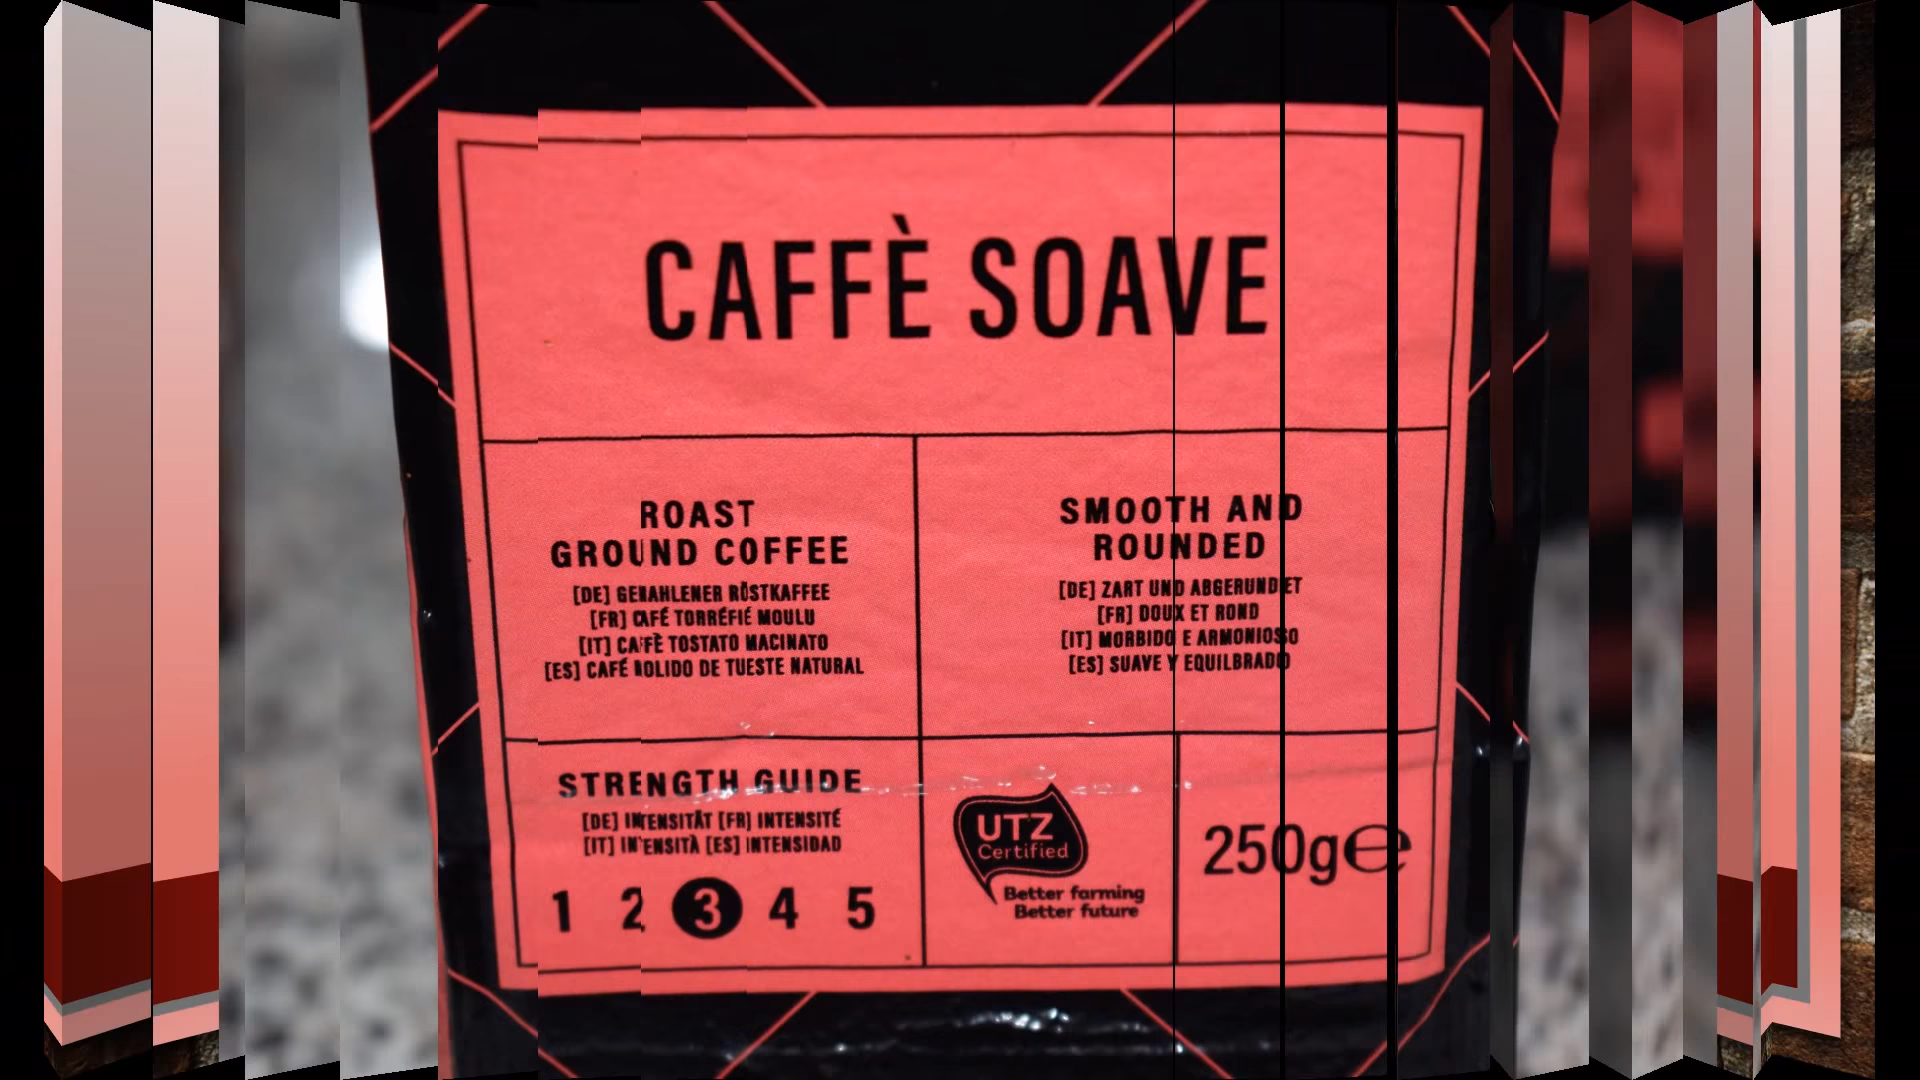 CAFFÈ SOAVE
ROAST
GROUND COFFEE
[DE] GEMAHLENER RÖSTKAFFEE
[FR] CAFÉ TORRÉFIÉ MOULU
[IT] CAFFÈ TOSTATO MACINATO
[ES] CAFÉ MOLIDO DE TUESTE NATURAL
SMOOTH AND
ROUNDED
[DE] ZART UND ABGERUNDET
[FR] DOUX ET ROND
[IT] MORBIDO E ARMONIOSO
[ES] SUAVE Y EQUILBRADO
STRENGTH GUIDE
[DE] INTENSITÄT [FR] INTENSITÉ
[IT] INTENSITÀ [ES] INTENSIDAD
1 2 3 4 5
UTZ
Certified
Better farming
Better future
250g℮